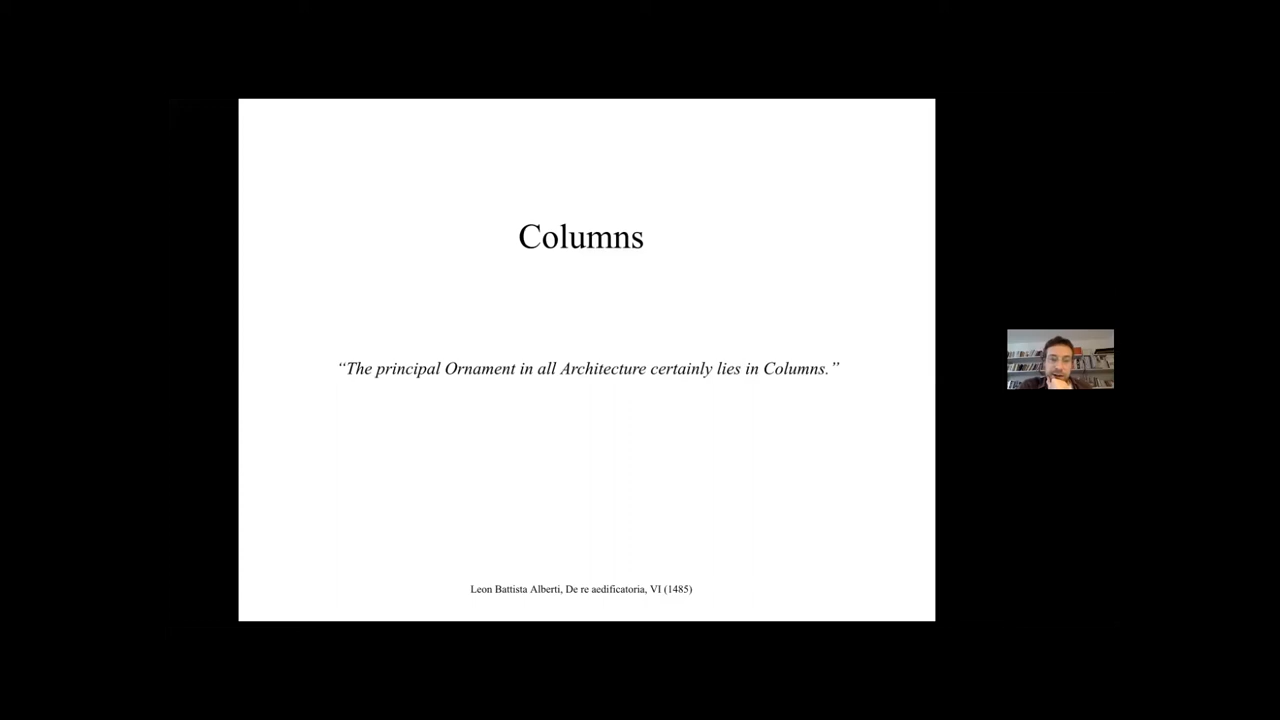 Columns
“The principal Ornament in all Architecture certainly lies in Columns.”
Leon Battista Alberti, De re aedificatoria, VI (1485)